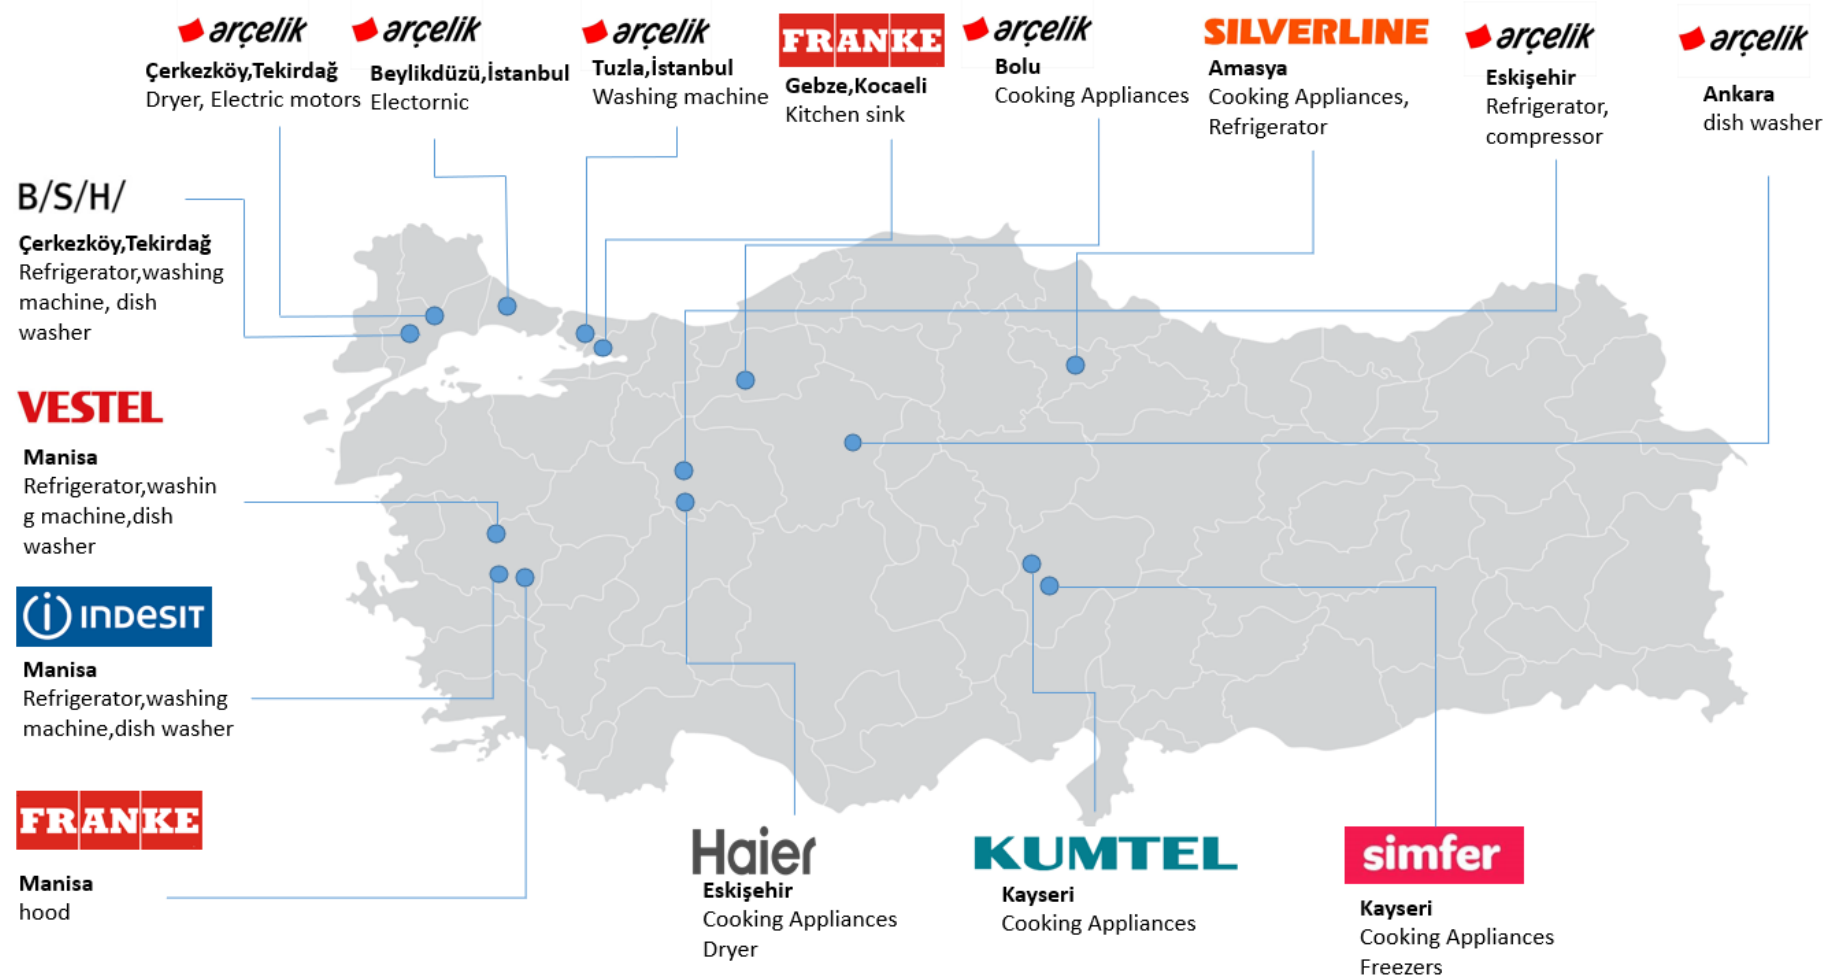 arçelik
Çerkezköy,Tekirdağ
Dryer, Electric motors
arçelik
Beylikdüzü,İstanbul
Electornic
arçelik
Tuzla,İstanbul
Washing machine
FRANKE
Gebze,Kocaeli
Kitchen sink
arçelik
Bolu
Cooking Appliances
SILVERLINE
Amasya
Cooking Appliances,
Refrigerator
arçelik
Eskişehir
Refrigerator,
compressor
arçelik
Ankara
dish washer
B/S/H/
Çerkezköy,Tekirdağ
Refrigerator,washing
machine, dish
washer
VESTEL
Manisa
Refrigerator,washin
g machine,dish
washer
INDESIT
Manisa
Refrigerator,washing
machine,dish washer
FRANKE
Manisa
hood
Haier
Eskişehir
Cooking Appliances
Dryer
KUMTEL
Kayseri
Cooking Appliances
simfer
Kayseri
Cooking Appliances
Freezers